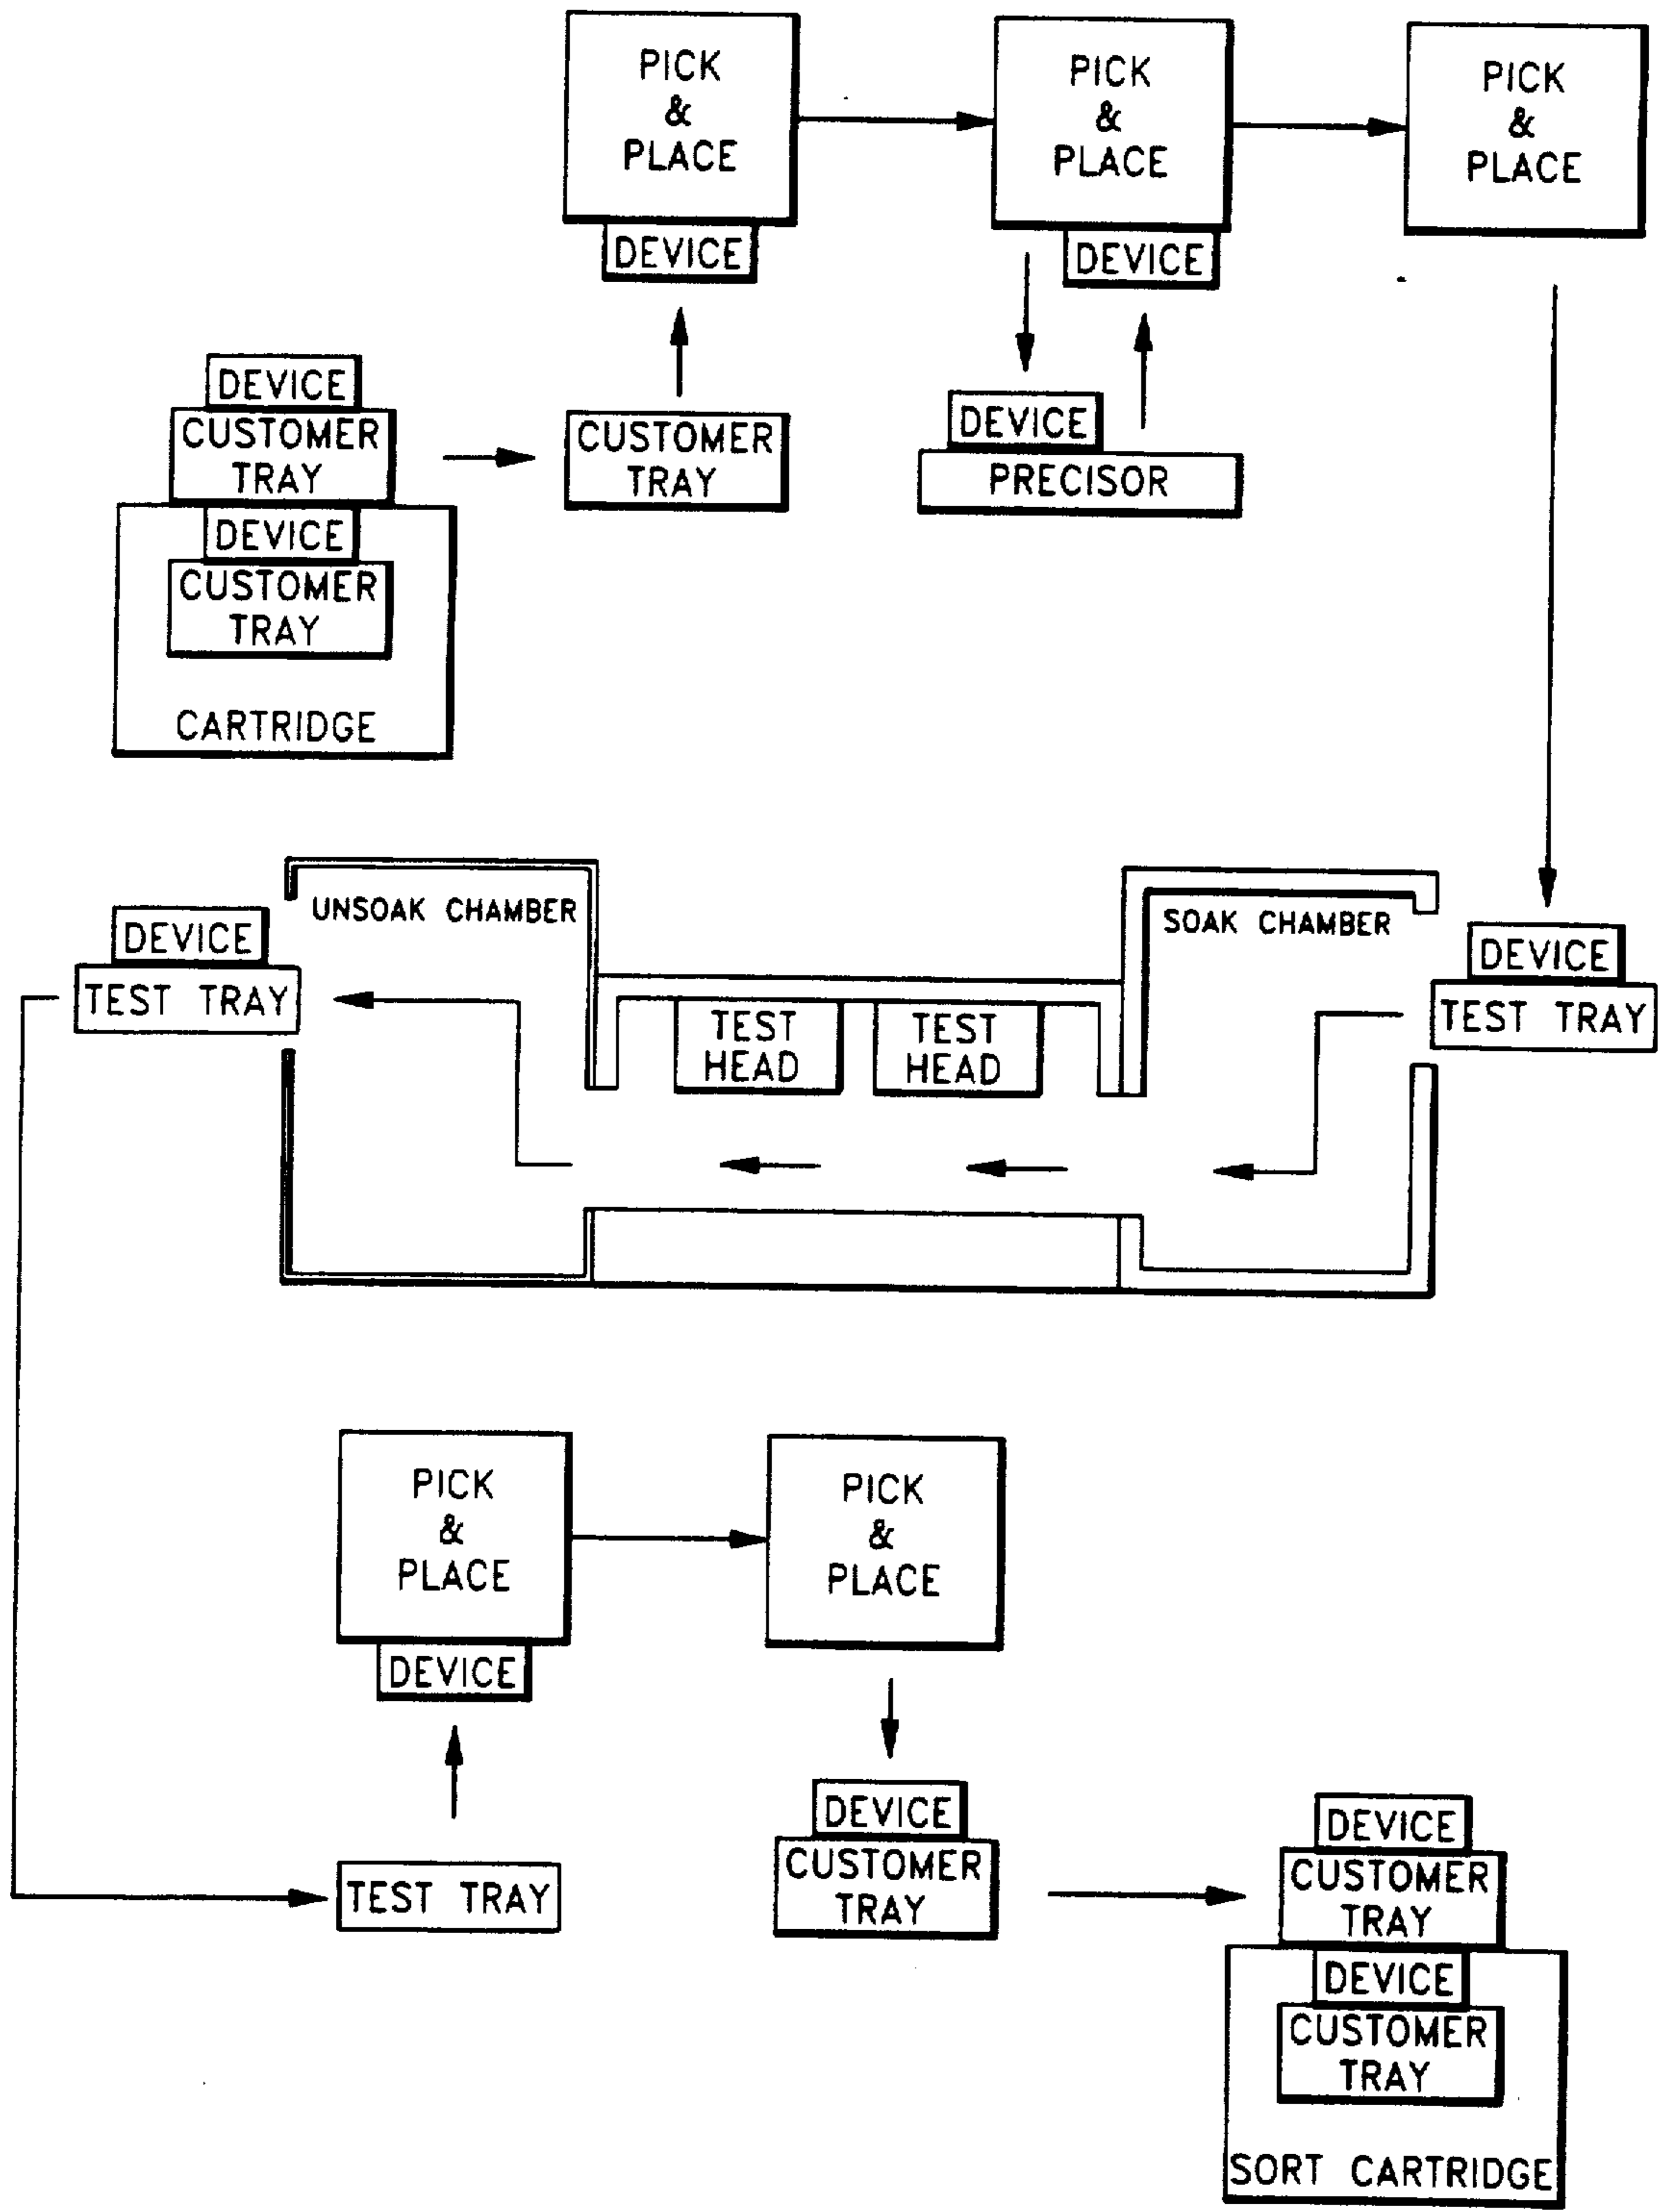 PICK
&
PLACE
DEVICE
PICK
&
PLACE
DEVICE
PICK
&
PLACE
DEVICE
CUSTOMER
TRAY
DEVICE
CUSTOMER
TRAY
CARTRIDGE
CUSTOMER
TRAY
DEVICE
PRECISOR
DEVICE
TEST TRAY
UNSOAK CHAMBER
TEST
HEAD
TEST
HEAD
SOAK CHAMBER
DEVICE
TEST TRAY
PICK
&
PLACE
DEVICE
PICK
&
PLACE
TEST TRAY
DEVICE
CUSTOMER
TRAY
DEVICE
CUSTOMER
TRAY
DEVICE
CUSTOMER
TRAY
SORT CARTRIDGE